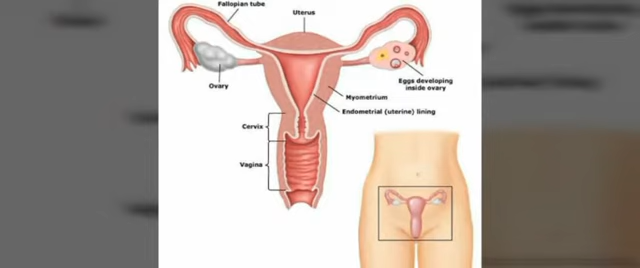 Fallopian tube
Uterus
Ovary
Eggs developing
inside ovary
Myometrium
Endometrial (uterine) lining
Cervix
Vagina